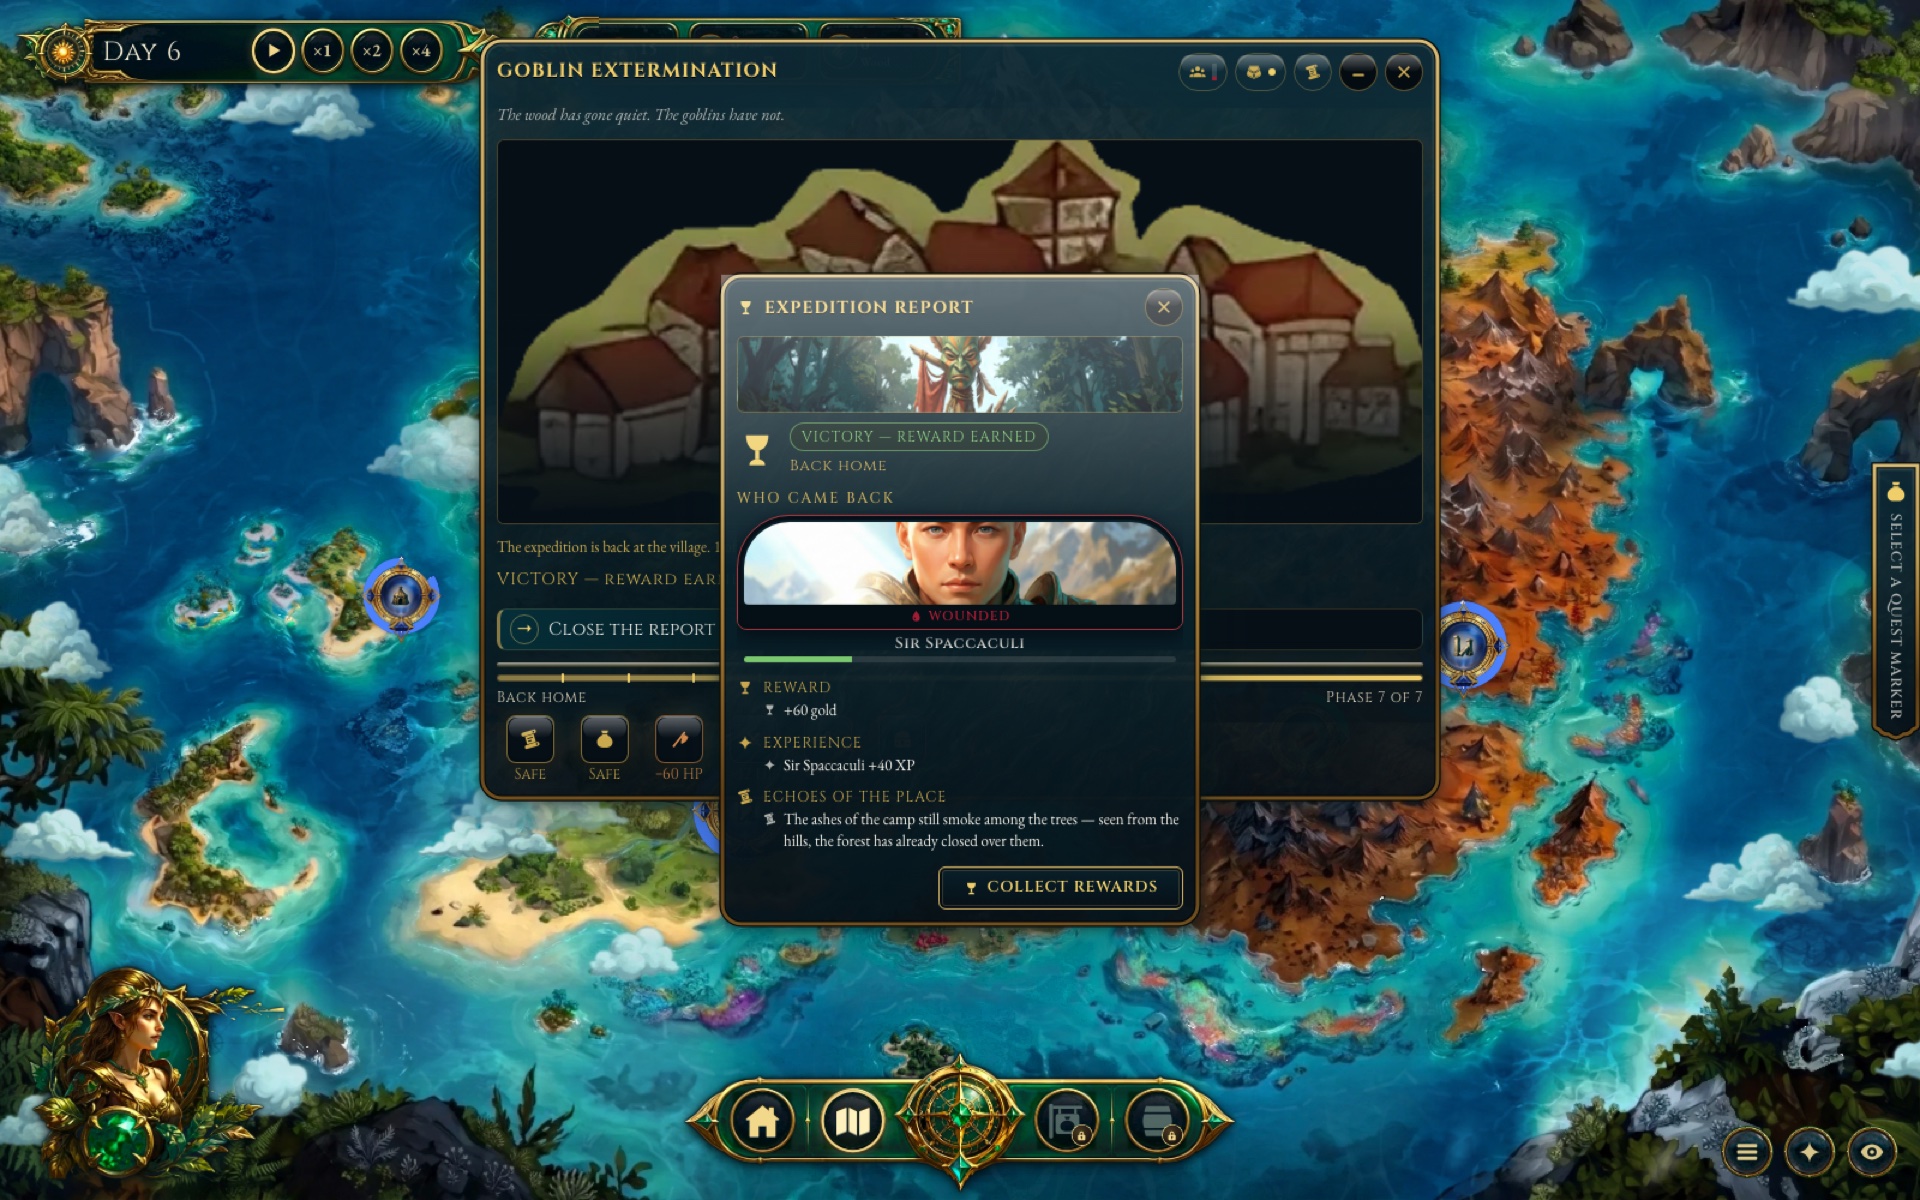 DAY 6
×1
×2
×4
GOBLIN EXTERMINATION
The wood has gone quiet. The goblins have not.
EXPEDITION REPORT
VICTORY — REWARD EARNED
BACK HOME
WHO CAME BACK
WOUNDED
SIR SPACCACULI
REWARD
+60 gold
EXPERIENCE
Sir Spaccaculi +40 XP
ECHOES OF THE PLACE
The ashes of the camp still smoke among the trees — seen from the
hills, the forest has already closed over them.
COLLECT REWARDS
The expedition is back at the village.
VICTORY — REWARD EAR
CLOSE THE REPORT
BACK HOME
PHASE 7 OF 7
SAFE
SAFE
-60 HP
SELECT A QUEST MARKER